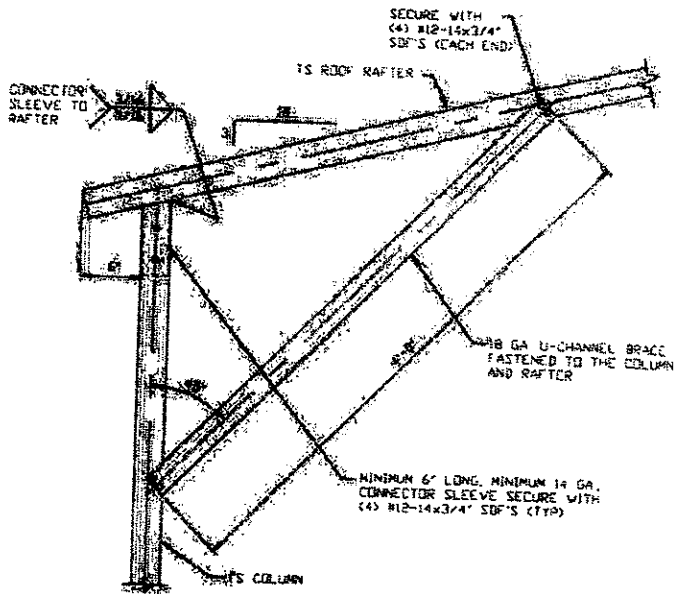 SECURE WITH
(4) #12-14x3/4"
SDF'S (EACH END)
TS ROOF RAFTER
CONNECTOR
SLEEVE TO
RAFTER
18 GA U-CHANNEL BRACE
FASTENED TO THE COLUMN
AND RAFTER
MINIMUM 6" LONG, MINIMUM 14 GA.
CONNECTOR SLEEVE SECURE WITH
(4) #12-14x3/4" SDF'S (TYP)
TS COLUMN